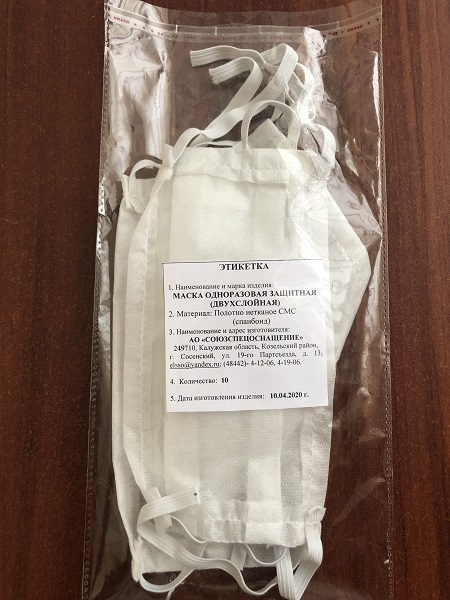 ЭТИКЕТКА
1. Наименование и марка изделия:
МАСКА ОДНОРАЗОВАЯ ЗАЩИТНАЯ
(ДВУХСЛОЙНАЯ)
2. Материал: Полотно нетканое СМС
(спанбонд)
3. Наименование и адрес изготовителя:
АО «СОЮЗСПЕЦОСНАЩЕНИЕ»
249710, Калужская область, Козельский район,
г. Сосенский, ул. 19-го Партсъезда, д. 13;
elsso@yandex.ru; (48442)- 4-12-06, 4-19-06.
4. Количество: 10
5. Дата изготовления изделия: 10.04.2020 г.